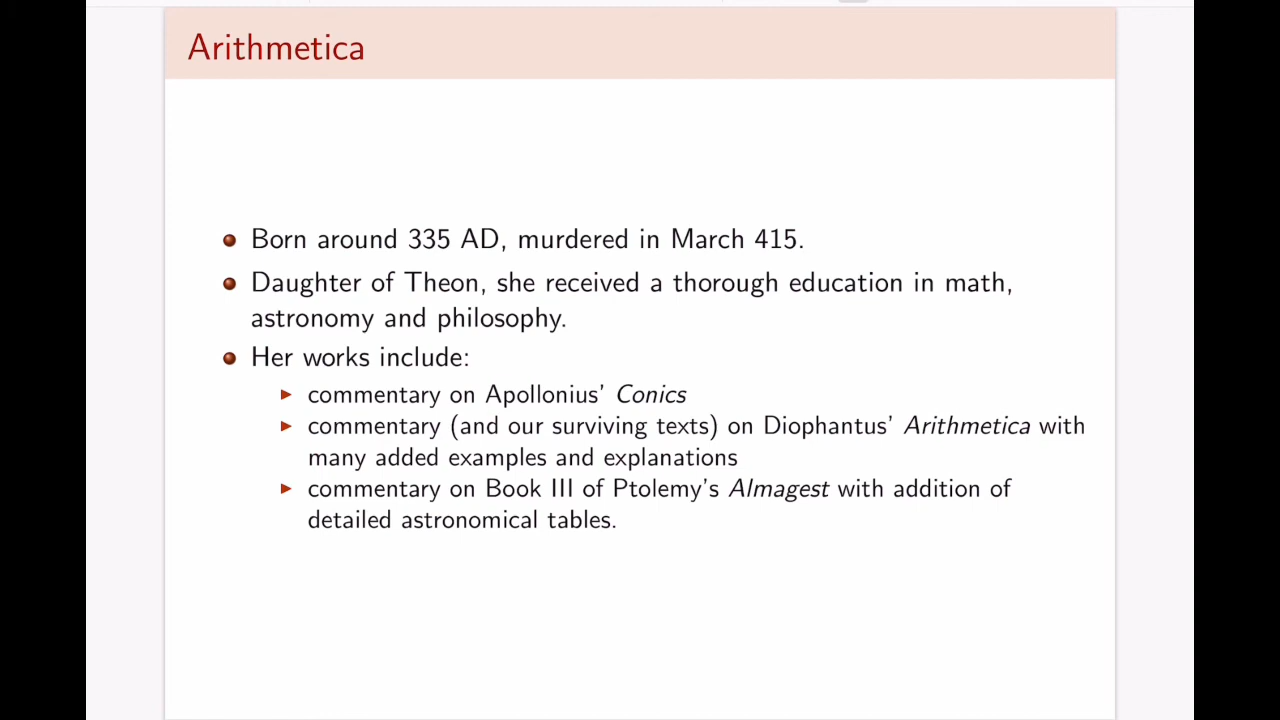 Arithmetica
Born around 335 AD, murdered in March 415.
Daughter of Theon, she received a thorough education in math,
astronomy and philosophy.
Her works include:
commentary on Apollonius' Conics
commentary (and our surviving texts) on Diophantus' Arithmetica with
many added examples and explanations
commentary on Book III of Ptolemy's Almagest with addition of
detailed astronomical tables.